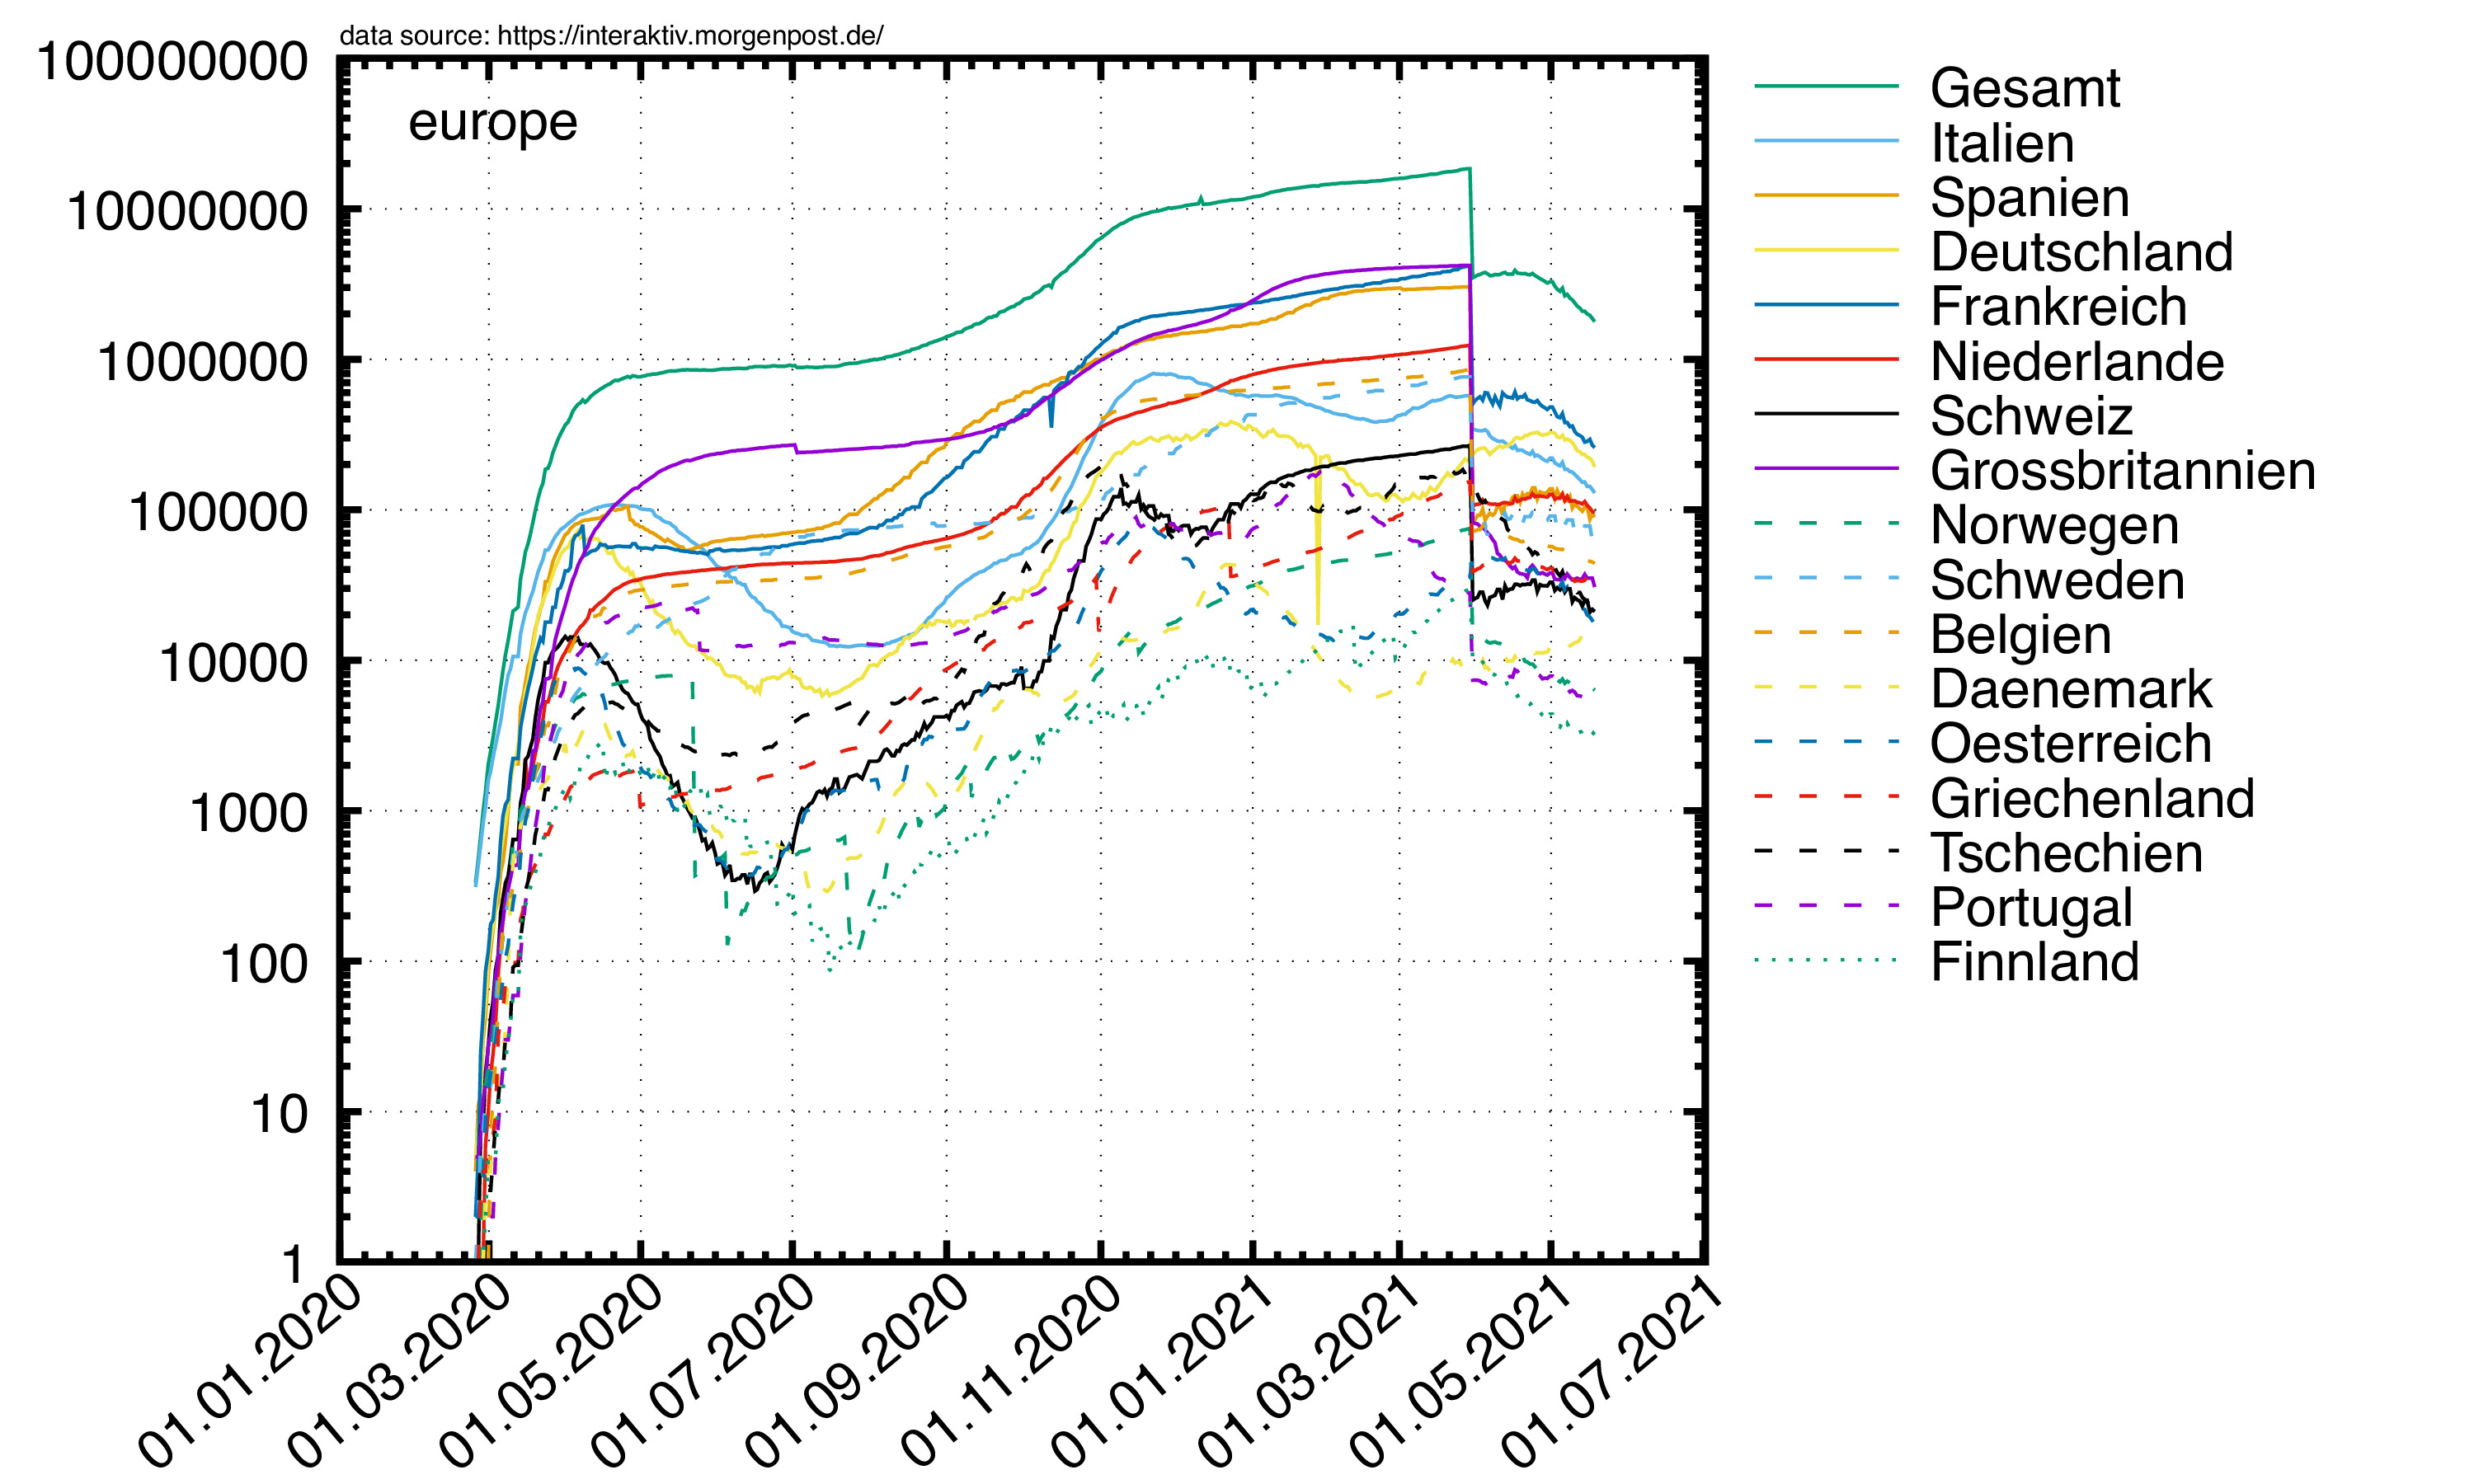 data source: https://interaktiv.morgenpost.de/
europe
100000000
10000000
1000000
100000
10000
1000
100
10
1
01.01.2020
01.03.2020
01.05.2020
01.07.2020
01.09.2020
01.11.2020
01.01.2021
01.03.2021
01.05.2021
01.07.2021
Gesamt
Italien
Spanien
Deutschland
Frankreich
Niederlande
Schweiz
Grossbritannien
Norwegen
Schweden
Belgien
Daenemark
Oesterreich
Griechenland
Tschechien
Portugal
Finnland